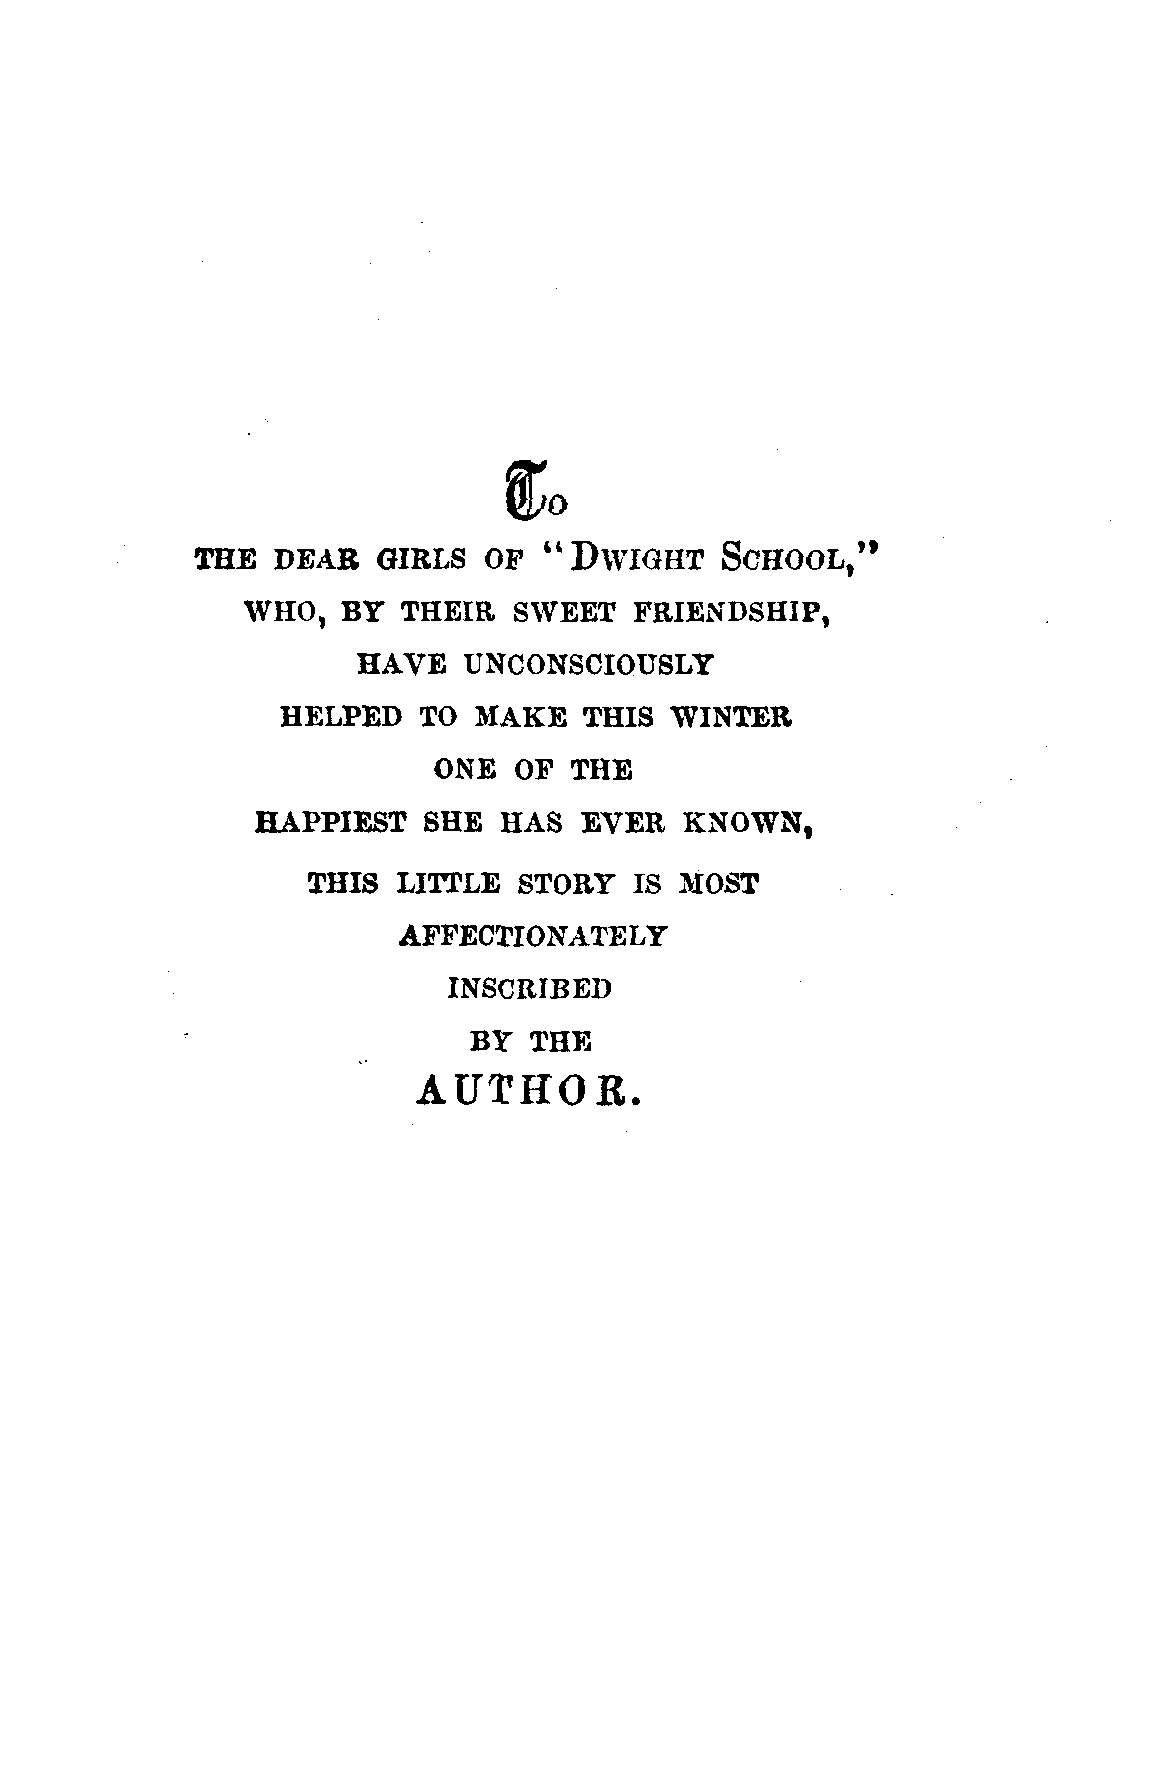 To
THE DEAR GIRLS OF “DWIGHT SCHOOL,”
WHO, BY THEIR SWEET FRIENDSHIP,
HAVE UNCONSCIOUSLY
HELPED TO MAKE THIS WINTER
ONE OF THE
HAPPIEST SHE HAS EVER KNOWN,
THIS LITTLE STORY IS MOST
AFFECTIONATELY
INSCRIBED
BY THE
AUTHOR.